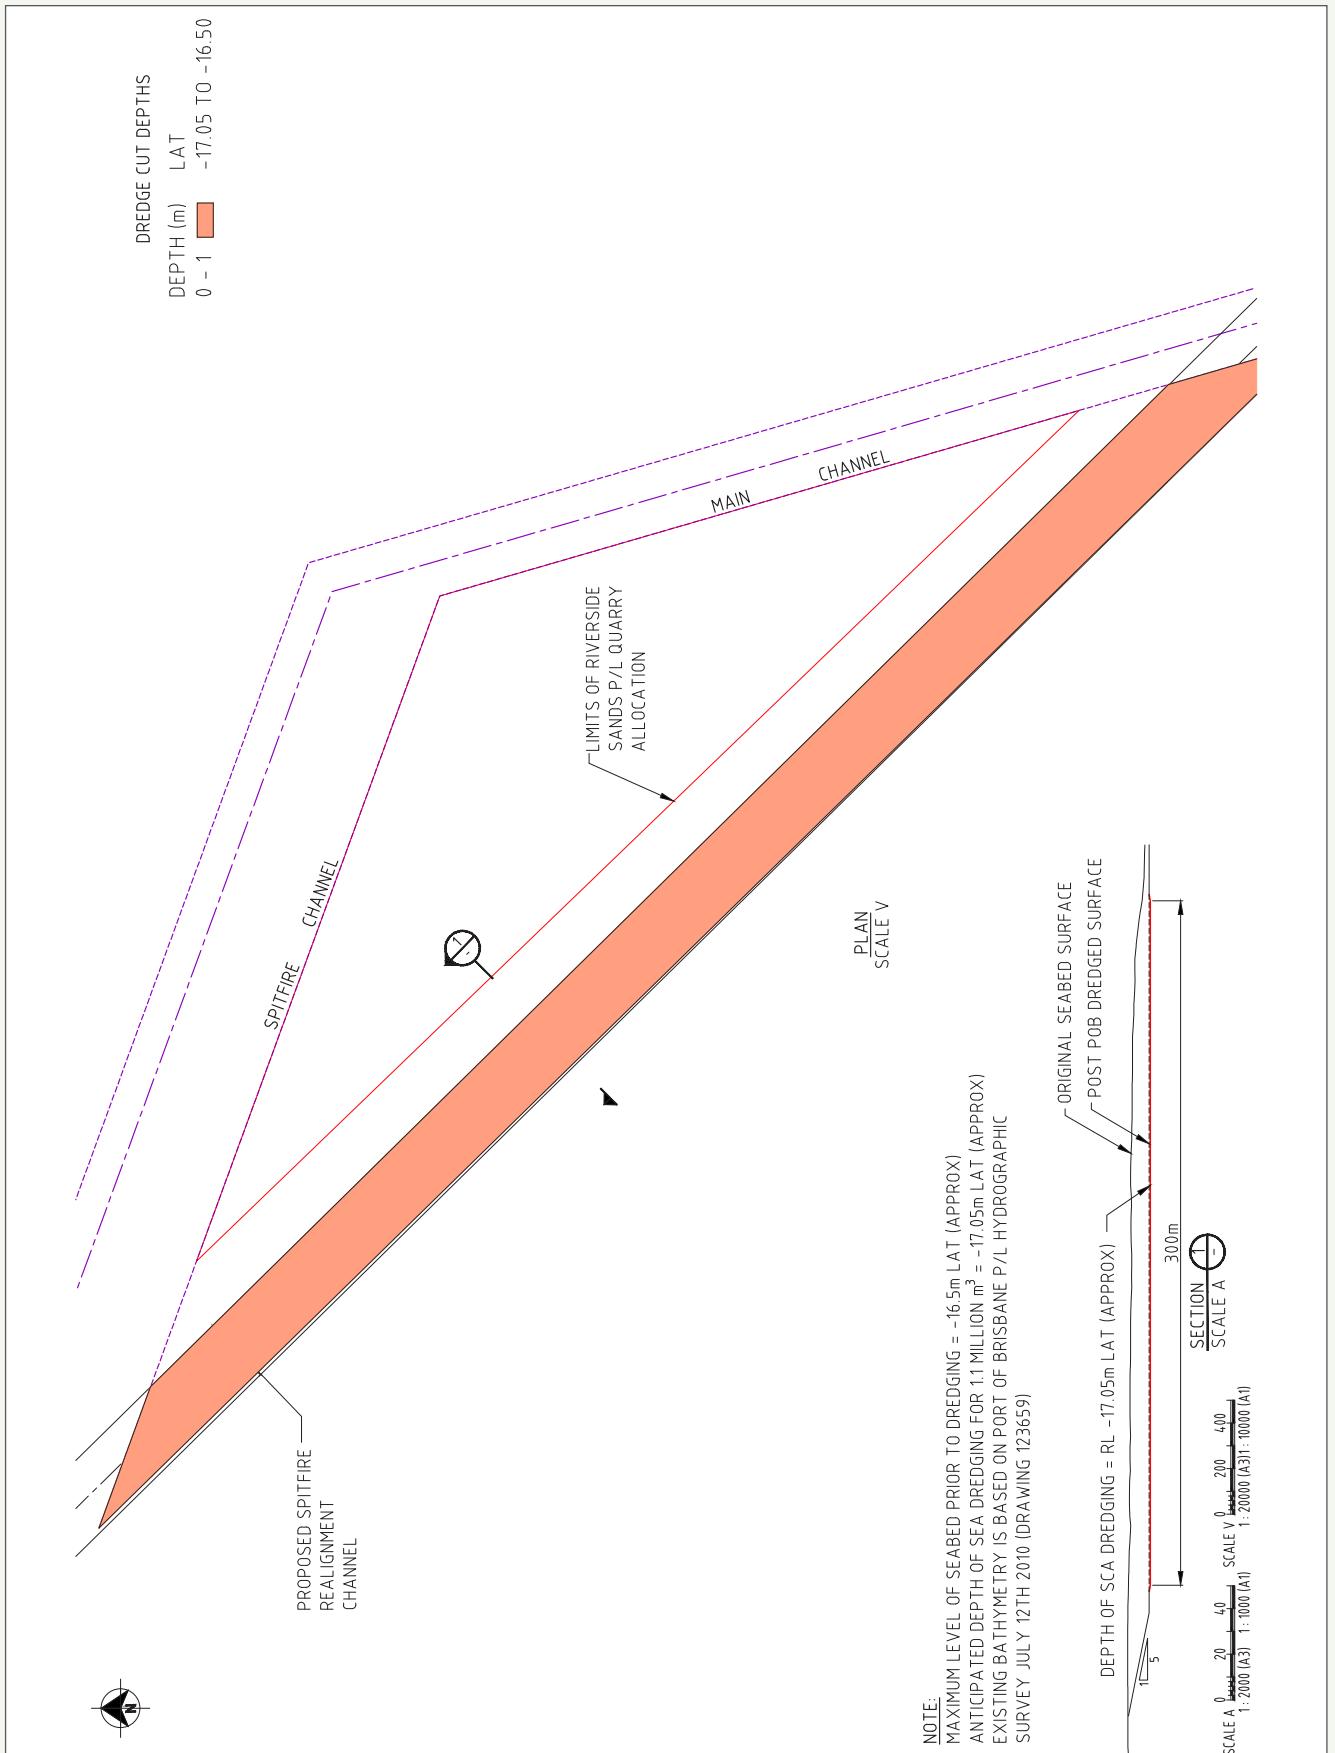 DREDGE CUT DEPTHS
DEPTH (m) LAT
0 - 1 -17.05 TO -16.50
MAIN CHANNEL
SPITFIRE CHANNEL
LIMITS OF RIVERSIDE
SANDS P/L QUARRY
ALLOCATION
1
-
PROPOSED SPITFIRE
REALIGNMENT
CHANNEL
PLAN
SCALE V
N
NOTE:
MAXIMUM LEVEL OF SEABED PRIOR TO DREDGING = -16.5m LAT (APPROX)
ANTICIPATED DEPTH OF SEA DREDGING FOR 1.1 MILLION m³ = -17.05m LAT (APPROX)
EXISTING BATHYMETRY IS BASED ON PORT OF BRISBANE P/L HYDROGRAPHIC
SURVEY JULY 12TH 2010 (DRAWING 123659)
ORIGINAL SEABED SURFACE
POST POB DREDGED SURFACE
DEPTH OF SCA DREDGING = RL -17.05m LAT (APPROX)
1
5
300m
SECTION
SCALE A
1
-
SCALE A 0 20 40
1: 2000 (A3) 1: 1000 (A1)
SCALE V 0 200 400
1: 20000 (A3)1: 10000 (A1)